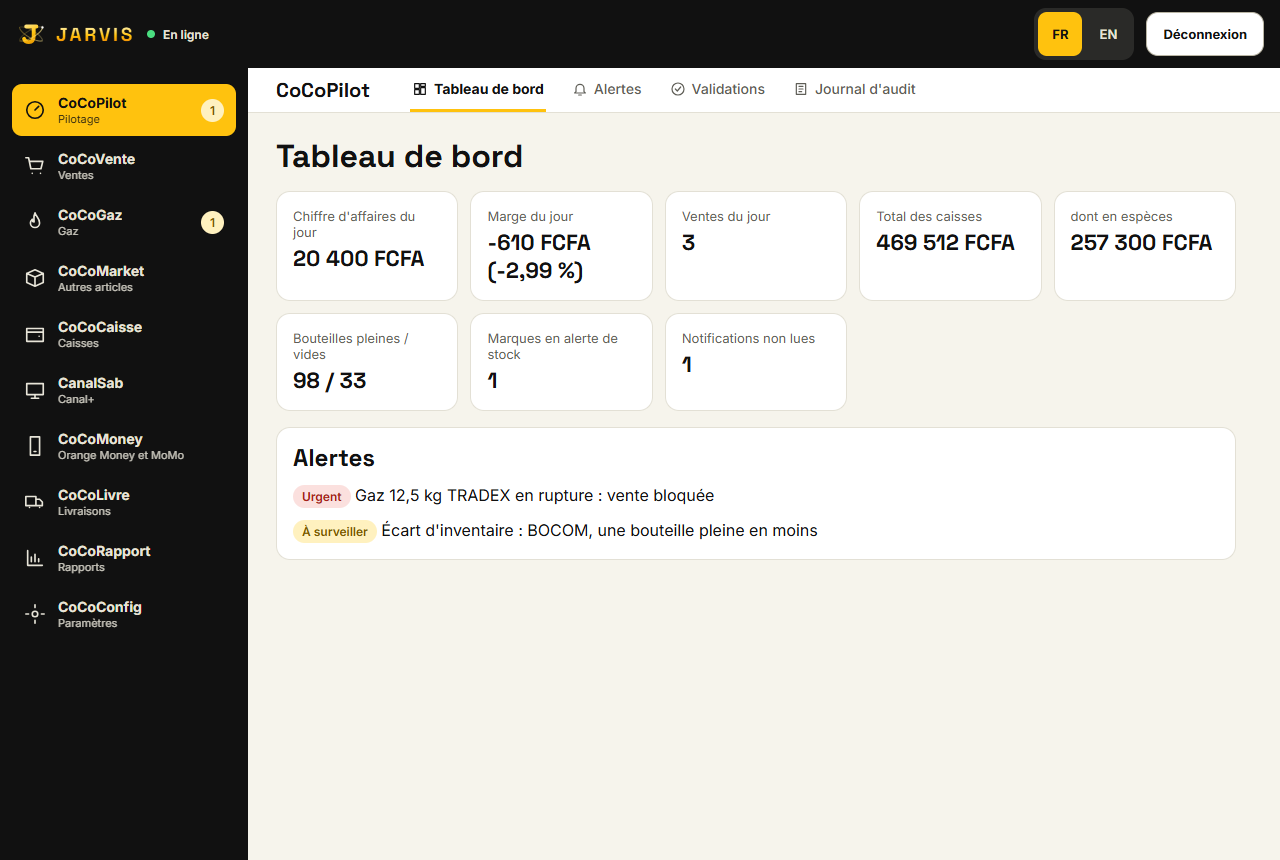 JARVIS
En ligne
FR
EN
Déconnexion
CoCoPilot
Pilotage
1
CoCoVente
Ventes
CoCoGaz
Gaz
1
CoCoMarket
Autres articles
CoCoCaisse
Caisses
CanalSab
Canal+
CoCoMoney
Orange Money et MoMo
CoCoLivre
Livraisons
CoCoRapport
Rapports
CoCoConfig
Paramètres
CoCoPilot
Tableau de bord
Alertes
Validations
Journal d'audit
Tableau de bord
Chiffre d'affaires du
jour
20 400 FCFA
Marge du jour
-610 FCFA
(-2,99 %)
Ventes du jour
3
Total des caisses
469 512 FCFA
dont en espèces
257 300 FCFA
Bouteilles pleines /
vides
98 / 33
Marques en alerte de
stock
1
Notifications non lues
1
Alertes
Urgent Gaz 12,5 kg TRADEX en rupture : vente bloquée
À surveiller Écart d'inventaire : BOCOM, une bouteille pleine en moins